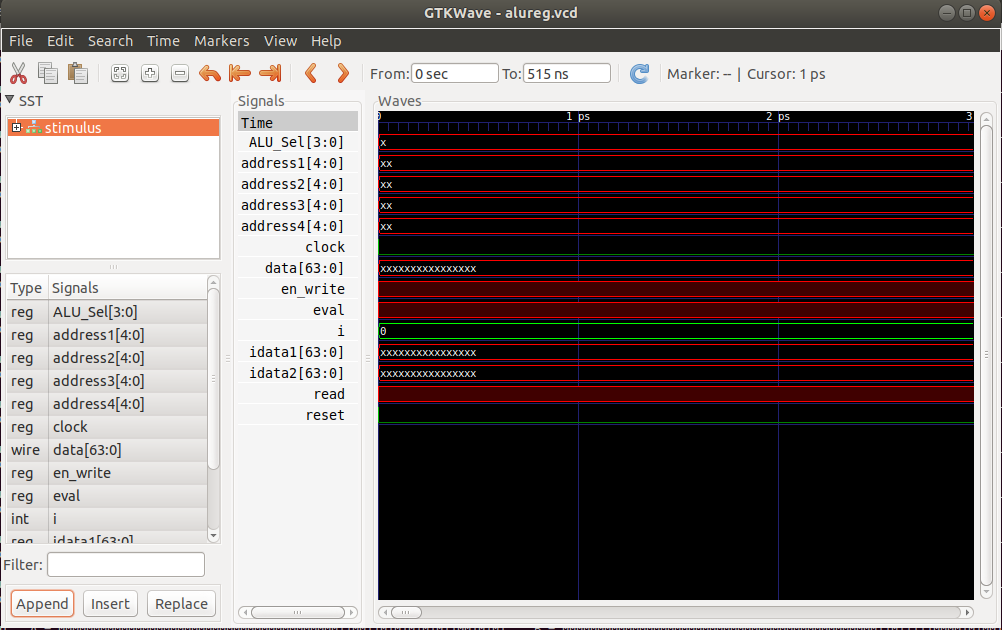 GTKWave - alureg.vcd
File Edit Search Time Markers View Help
From: 0 sec To: 515 ns Marker: -- | Cursor: 1 ps
SST
stimulus
Type Signals
reg ALU_Sel[3:0]
reg address1[4:0]
reg address2[4:0]
reg address3[4:0]
reg address4[4:0]
reg clock
wire data[63:0]
reg en_write
reg eval
int i
reg idata1[63:0]
Filter:
Append Insert Replace
Signals
Time
ALU_Sel[3:0]
address1[4:0]
address2[4:0]
address3[4:0]
address4[4:0]
clock
data[63:0]
en_write
eval
i
idata1[63:0]
idata2[63:0]
read
reset
Waves
0 1 ps 2 ps 3
x
xx
xx
xx
xx
xxxxxxxxxxxxxxxx
0
xxxxxxxxxxxxxxxx
xxxxxxxxxxxxxxxx